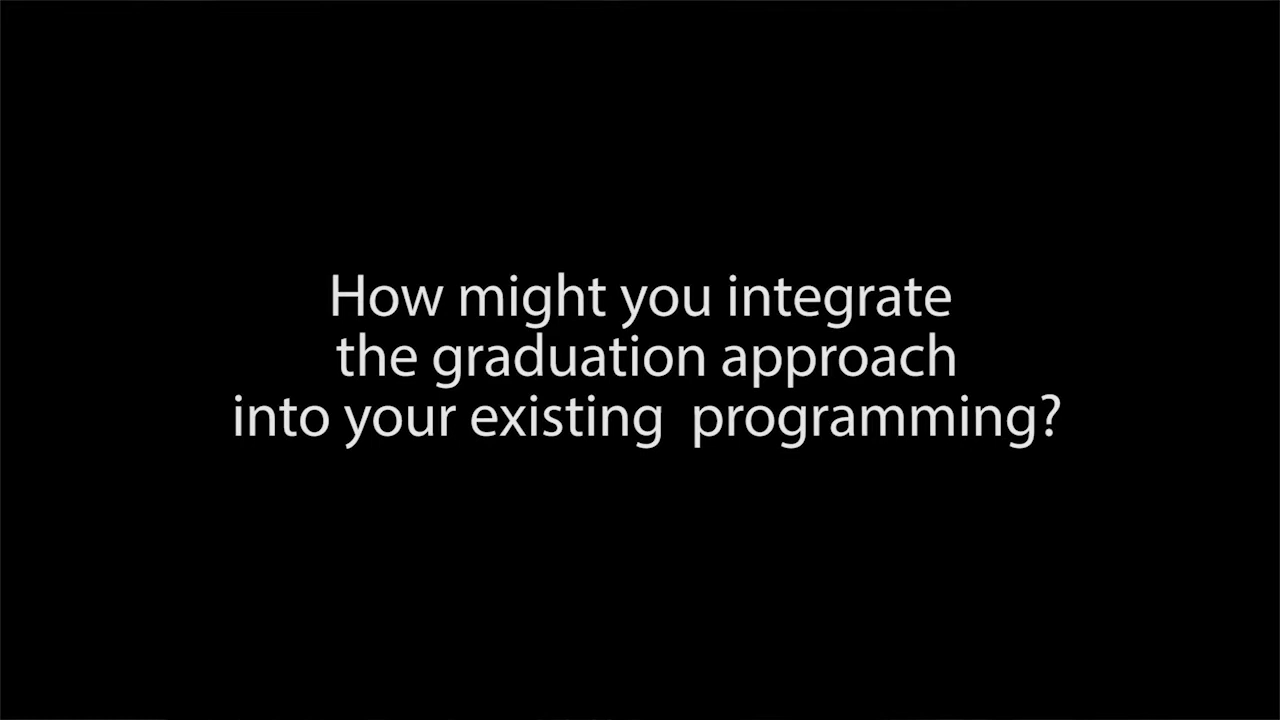 How might you integrate
the graduation approach
into your existing  programming?